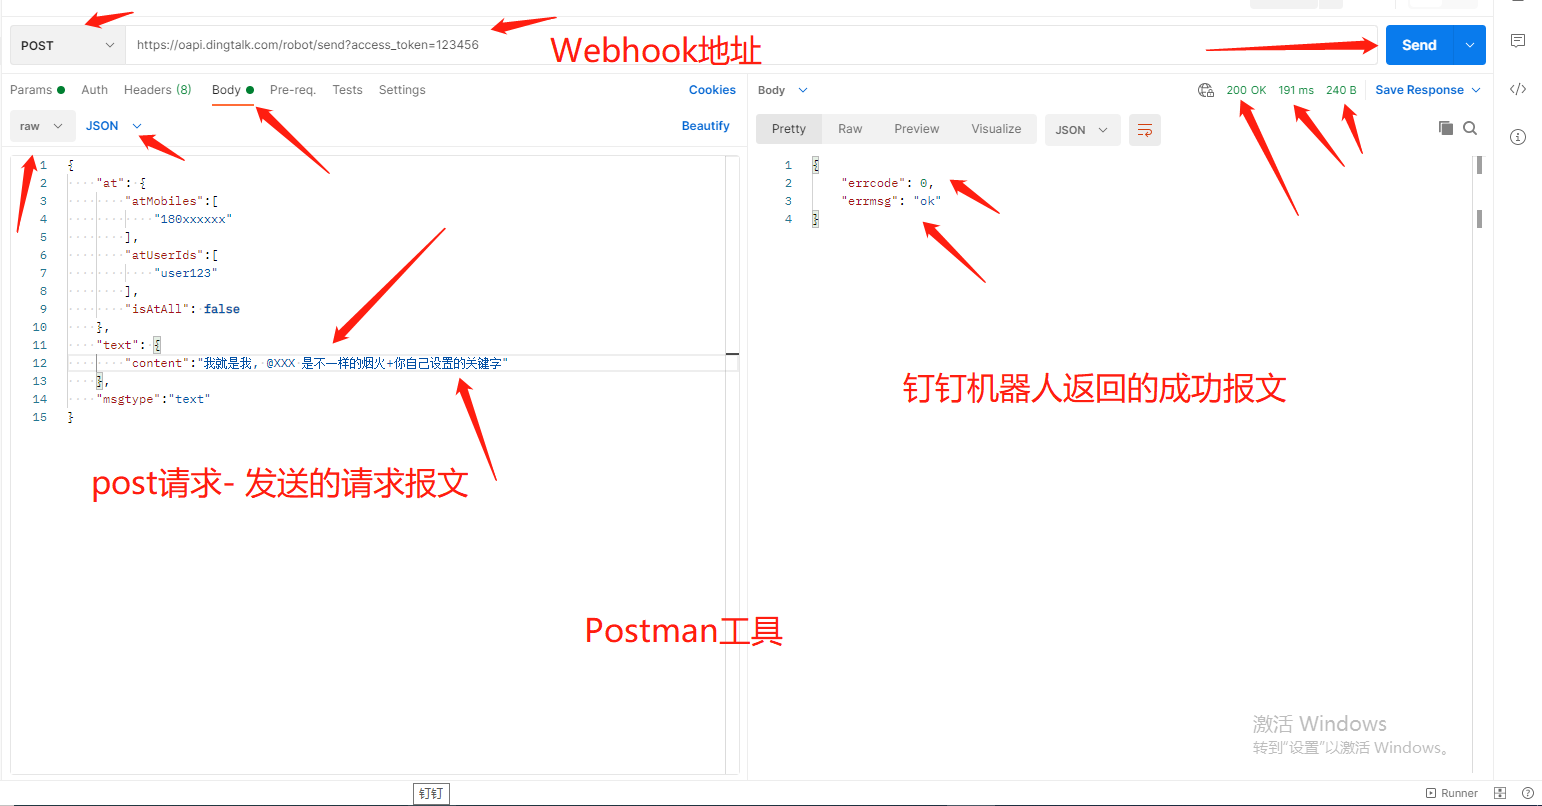 POST
https://oapi.dingtalk.com/robot/send?access_token=123456
Webhook地址
Send
Params Auth Headers (8) Body Pre-req. Tests Settings
Cookies
Body
200 OK 191 ms 240 B Save Response
raw JSON
Beautify
Pretty Raw Preview Visualize JSON
1 {
2 "at": {
3 "atMobiles":[
4 "180xxxxxx"
5 ],
6 "atUserIds":[
7 "user123"
8 ],
9 "isAtAll": false
10 },
11 "text": {
12 "content":"我就是我, @XXX 是不一样的烟火+你自己设置的关键字"
13 },
14 "msgtype":"text"
15 }
1 {
2 "errcode": 0,
3 "errmsg": "ok"
4 }
钉钉机器人返回的成功报文
post请求- 发送的请求报文
Postman工具
激活 Windows
转到"设置"以激活 Windows。
钉钉
Runner